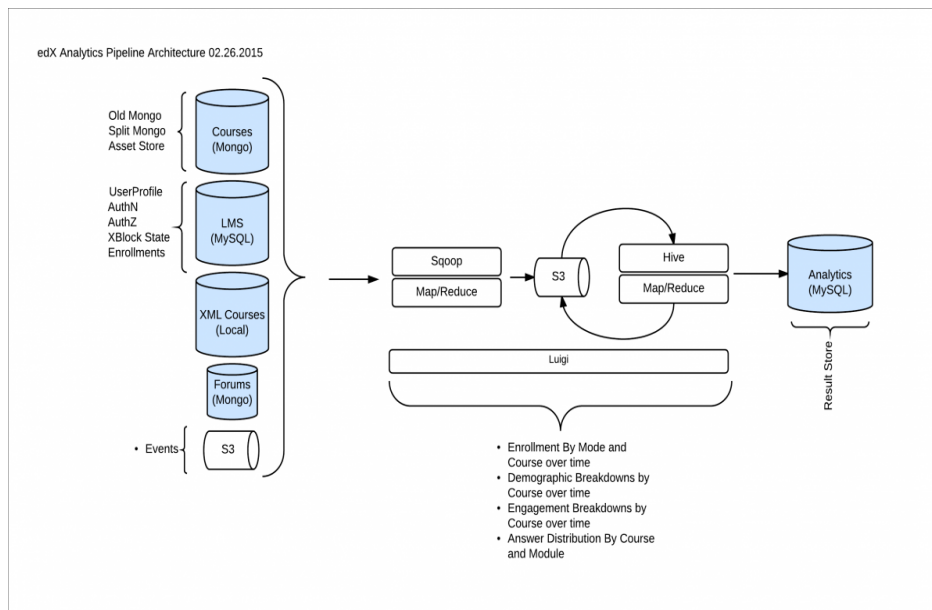 edX Analytics Pipeline Architecture 02.26.2015
Old Mongo
Split Mongo
Asset Store
Courses
(Mongo)
UserProfile
AuthN
AuthZ
XBlock State
Enrollments
LMS
(MySQL)
XML Courses
(Local)
Forums
(Mongo)
• Events
S3
Sqoop
Map/Reduce
S3
Hive
Map/Reduce
Analytics
(MySQL)
Result Store
Luigi
• Enrollment By Mode and
Course over time
• Demographic Breakdowns by
Course over time
• Engagement Breakdowns by
Course over time
• Answer Distribution By Course
and Module